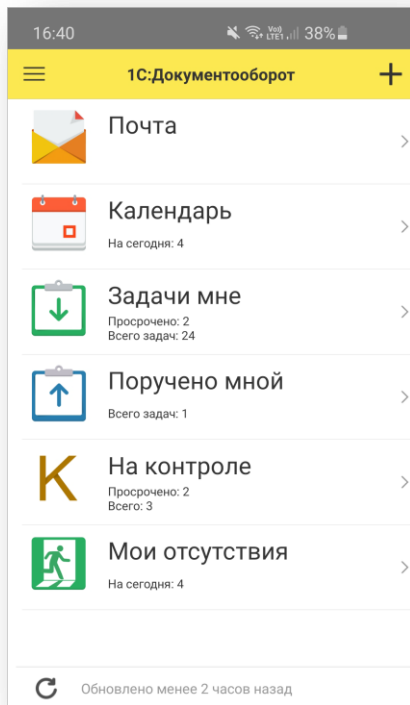 16:40
Vo)) LTE1 38%
1С:Документооборот
Почта
Календарь
На сегодня: 4
Задачи мне
Просрочено: 2
Всего задач: 24
Поручено мной
Всего задач: 1
К
На контроле
Просрочено: 2
Всего: 3
Мои отсутствия
На сегодня: 4
Обновлено менее 2 часов назад